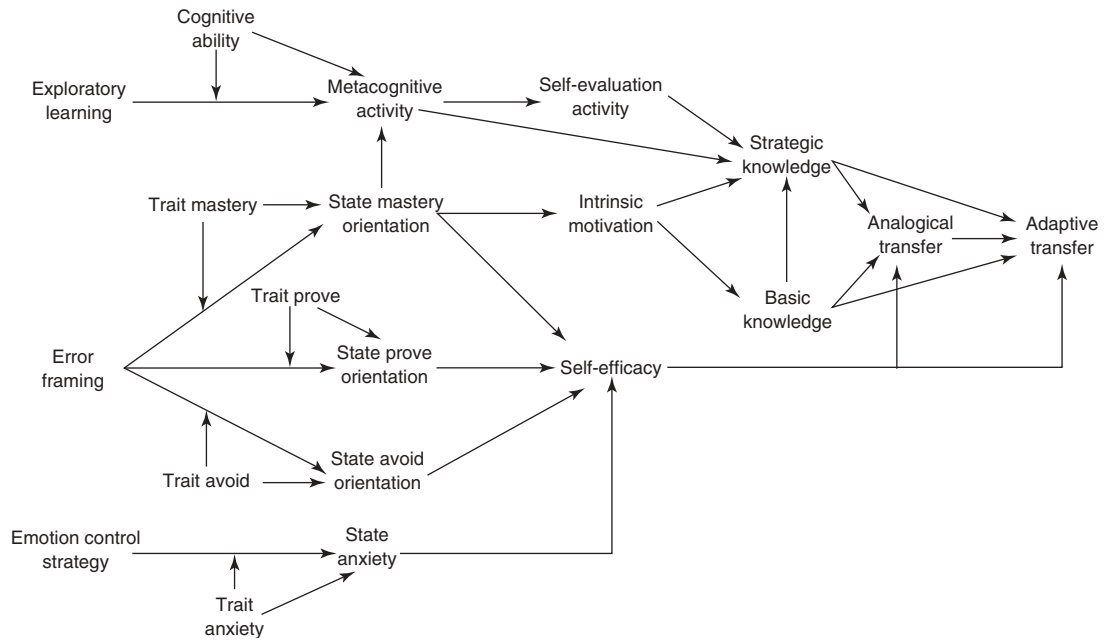 Cognitive
ability
Exploratory
learning
Metacognitive
activity
Self-evaluation
activity
Strategic
knowledge
Trait mastery
State mastery
orientation
Intrinsic
motivation
Analogical
transfer
Adaptive
transfer
Trait prove
Basic
knowledge
Error
framing
State prove
orientation
Self-efficacy
Trait avoid
State avoid
orientation
Emotion control
strategy
State
anxiety
Trait
anxiety